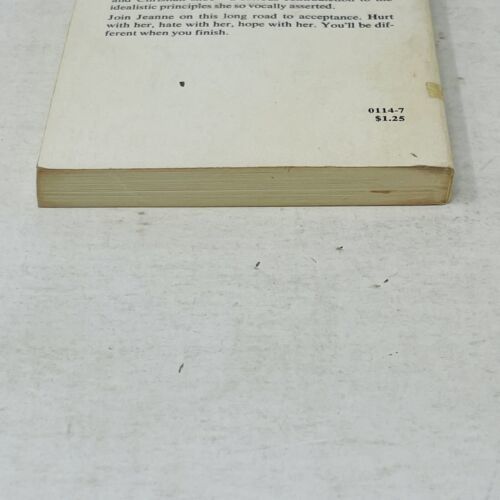 idealistic principles she so vocally asserted.
Join Jeanne on this long road to acceptance. Hurt
with her, hate with her, hope with her. You'll be dif-
ferent when you finish.
0114-7
$1.25